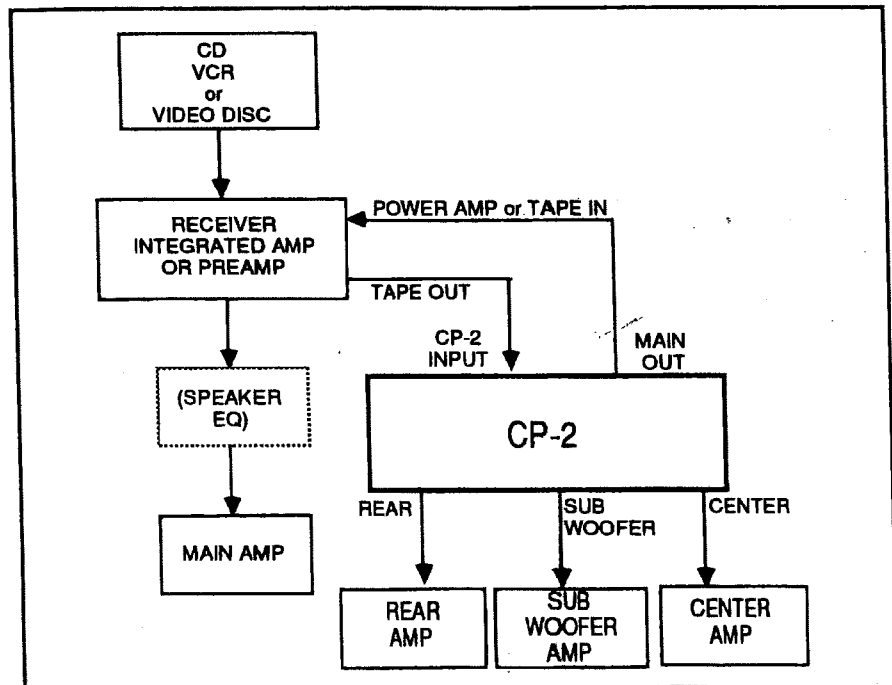 CD
VCR
or
VIDEO DISC
RECEIVER
INTEGRATED AMP
OR PREAMP
POWER AMP or TAPE IN
TAPE OUT
CP-2
INPUT
MAIN
OUT
(SPEAKER
EQ)
CP-2
MAIN AMP
REAR
SUB
WOOFER
CENTER
REAR
AMP
SUB
WOOFER
AMP
CENTER
AMP